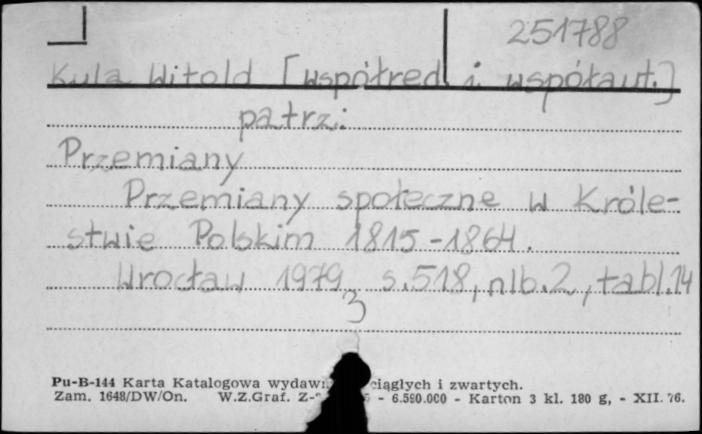 251788
Kula Witold [współred. i współaut.]
patrz:
Przemiany
Przemiany społeczne w Króle-
stwie Polskim 1815-1864.
Wrocław 1979, s.518, nlb.2, tabl.14
3
Pu-B-144 Karta Katalogowa ciągłych i zwartych.
Zam. 1648/DW/On. W.Z.Graf. - 6.590.000 - Karton 3 kl. 180 g, - XII. 76.